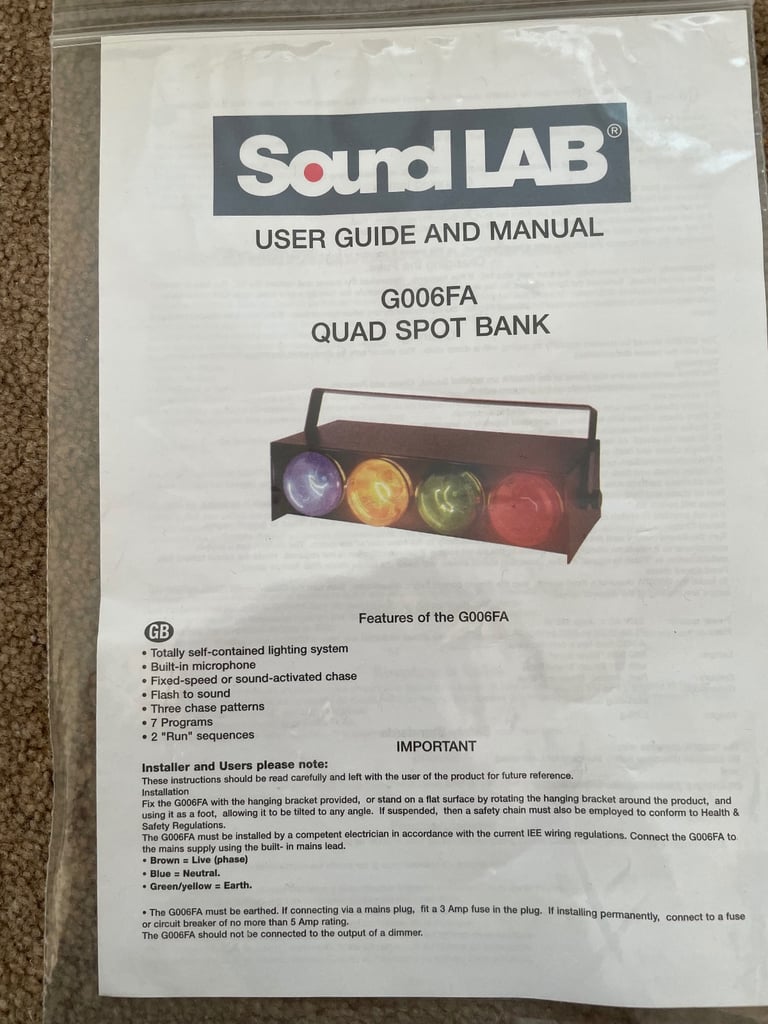 Sound LAB®
USER GUIDE AND MANUAL
G006FA
QUAD SPOT BANK
Features of the G006FA
GB
• Totally self-contained lighting system
• Built-in microphone
• Fixed-speed or sound-activated chase
• Flash to sound
• Three chase patterns
• 7 Programs
• 2 "Run" sequences
IMPORTANT
Installer and Users please note:
These instructions should be read carefully and left with the user of the product for future reference.
Installation
Fix the G006FA with the hanging bracket provided, or stand on a flat surface by rotating the hanging bracket around the product, and
using it as a foot, allowing it to be tilted to any angle. If suspended, then a safety chain must also be employed to conform to Health &
Safety Regulations.
The G006FA must be installed by a competent electrician in accordance with the current IEE wiring regulations. Connect the G006FA to
the mains supply using the built- in mains lead.
• Brown = Live (phase)
• Blue = Neutral.
• Green/yellow = Earth.
• The G006FA must be earthed. If connecting via a mains plug, fit a 3 Amp fuse in the plug. If installing permanently, connect to a fuse
or circuit breaker of no more than 5 Amp rating.
The G006FA should not be connected to the output of a dimmer.